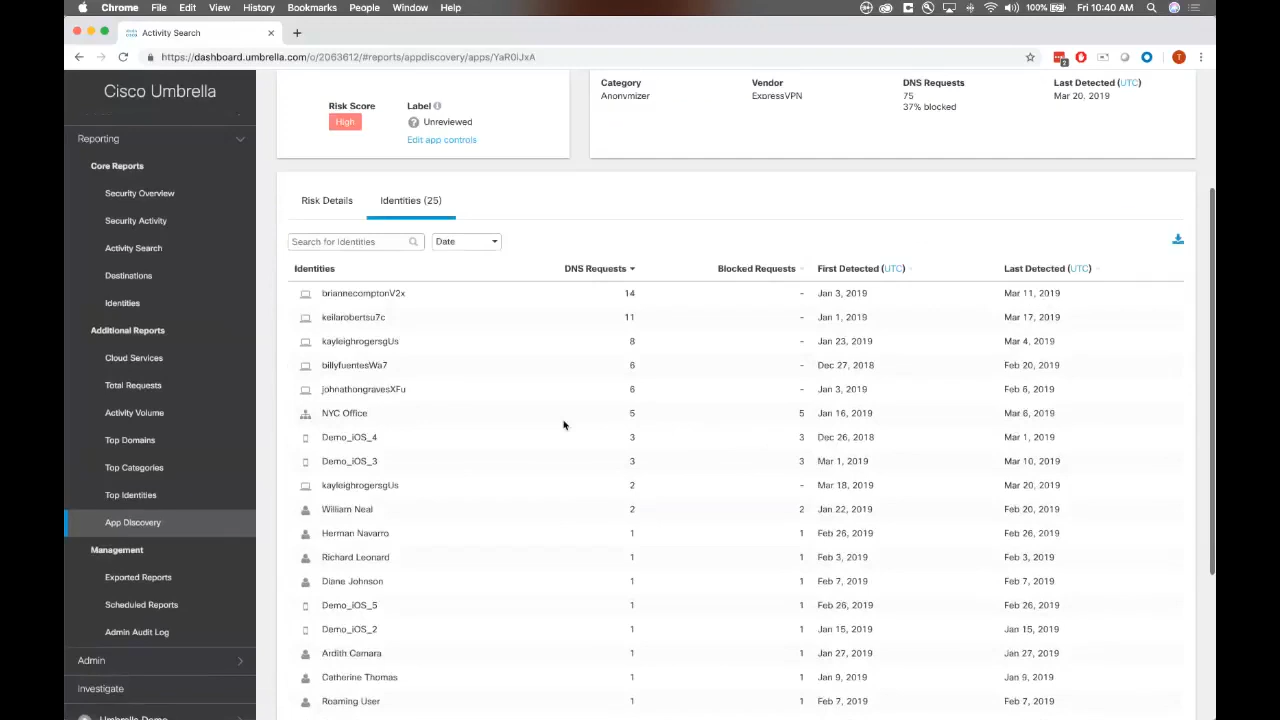 Chrome File Edit View History Bookmarks People Window Help 100% Fri 10:40 AM
Activity Search
https://dashboard.umbrella.com/o/2063612/#reports/appdiscovery/apps/YaR0iJxA 2 T
Cisco Umbrella
Reporting
Core Reports
Security Overview
Security Activity
Activity Search
Destinations
Identities
Additional Reports
Cloud Services
Total Requests
Activity Volume
Top Domains
Top Categories
Top Identities
App Discovery
Management
Exported Reports
Scheduled Reports
Admin Audit Log
Admin
Investigate
Umbrella Demo
Risk Score Label
High Unreviewed
Edit app controls
Category Vendor DNS Requests Last Detected (UTC)
Anonymizer ExpressVPN 75 Mar 20, 2019
37% blocked
Risk Details Identities (25)
Search for Identities Date
Identities DNS Requests Blocked Requests First Detected (UTC) Last Detected (UTC)
briannecomptonV2x 14 - Jan 3, 2019 Mar 11, 2019
keilarobertsu7c 11 - Jan 1, 2019 Mar 17, 2019
kayleighrogersgUs 8 - Jan 23, 2019 Mar 4, 2019
billyfuentesWa7 6 - Dec 27, 2018 Feb 20, 2019
johnathongravesXFu 6 - Jan 3, 2019 Feb 6, 2019
NYC Office 5 5 Jan 16, 2019 Mar 6, 2019
Demo_iOS_4 3 3 Dec 26, 2018 Mar 1, 2019
Demo_iOS_3 3 3 Mar 1, 2019 Mar 10, 2019
kayleighrogersgUs 2 - Mar 18, 2019 Mar 20, 2019
William Neal 2 2 Jan 22, 2019 Feb 20, 2019
Herman Navarro 1 1 Feb 26, 2019 Feb 26, 2019
Richard Leonard 1 1 Feb 3, 2019 Feb 3, 2019
Diane Johnson 1 1 Feb 7, 2019 Feb 7, 2019
Demo_iOS_5 1 1 Feb 26, 2019 Feb 26, 2019
Demo_iOS_2 1 1 Jan 15, 2019 Jan 15, 2019
Ardith Camara 1 1 Jan 27, 2019 Jan 27, 2019
Catherine Thomas 1 1 Jan 9, 2019 Jan 9, 2019
Roaming User 1 1 Feb 7, 2019 Feb 7, 2019